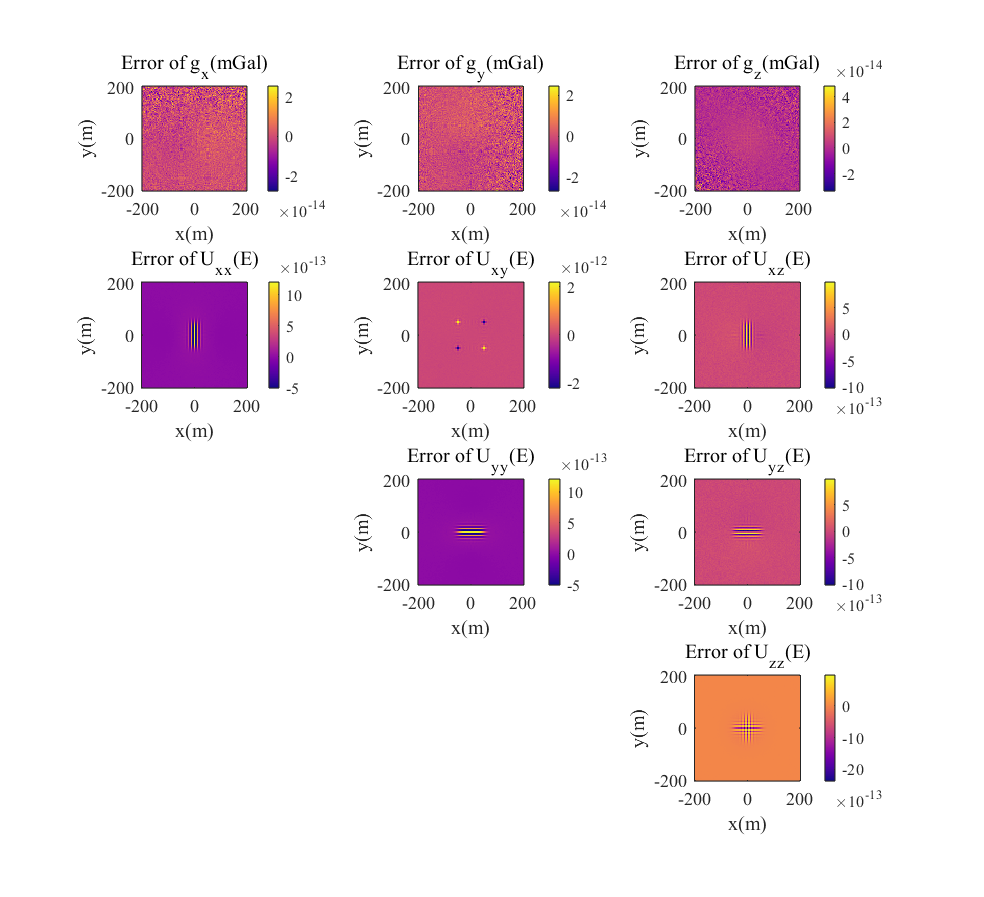 Error of g_x(mGal)
200
0
-200
y(m)
-200 0 200
x(m)
2
0
-2
×10^-14
Error of g_y(mGal)
200
0
-200
y(m)
-200 0 200
x(m)
2
0
-2
×10^-14
Error of g_z(mGal)
×10^-14
200
0
-200
y(m)
-200 0 200
x(m)
4
2
0
-2
Error of U_xx(E)
×10^-13
200
0
-200
y(m)
-200 0 200
x(m)
10
5
0
-5
Error of U_xy(E)
×10^-12
200
0
-200
y(m)
-200 0 200
x(m)
2
0
-2
Error of U_xz(E)
200
0
-200
y(m)
-200 0 200
x(m)
5
0
-5
-10
×10^-13
Error of U_yy(E)
×10^-13
200
0
-200
y(m)
-200 0 200
x(m)
10
5
0
-5
Error of U_yz(E)
200
0
-200
y(m)
-200 0 200
x(m)
5
0
-5
-10
×10^-13
Error of U_zz(E)
200
0
-200
y(m)
-200 0 200
x(m)
0
-10
-20
×10^-13